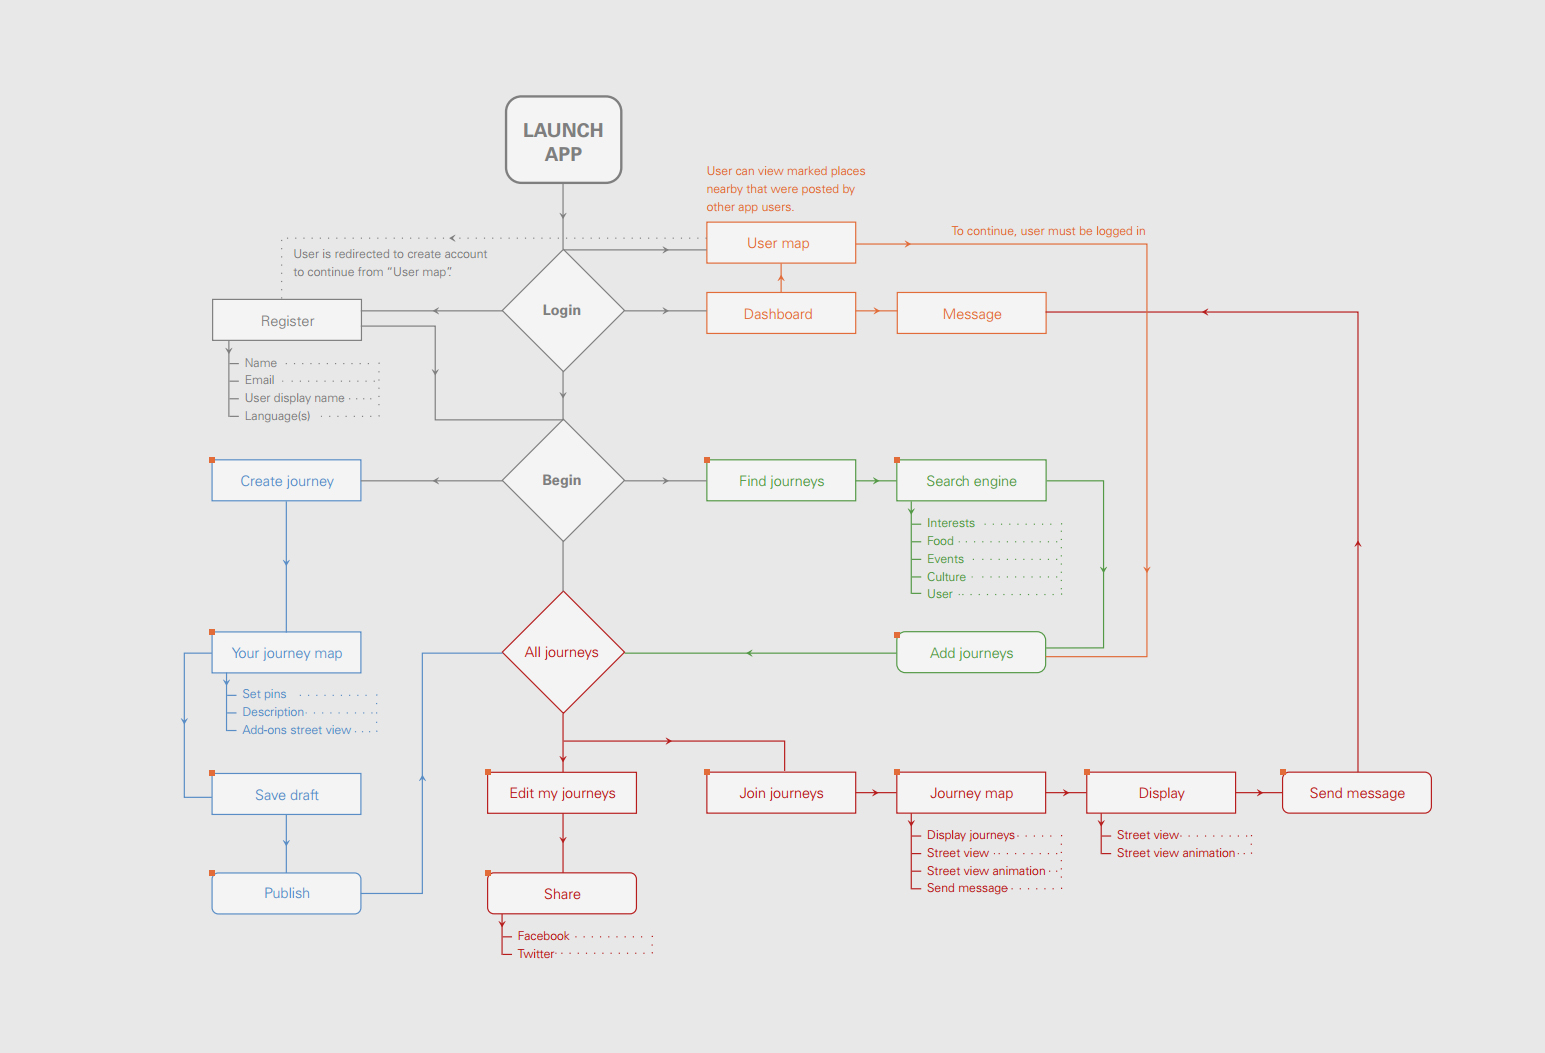 LAUNCH
APP
User can view marked places
nearby that were posted by
other app users.
User map
To continue, user must be logged in
User is redirected to create account
to continue from “User map”.
Login
Dashboard
Message
Register
Name
Email
User display name
Language(s)
Create journey
Begin
Find journeys
Search engine
Interests
Food
Events
Culture
User
Your journey map
All journeys
Add journeys
Set pins
Description
Add-ons street view
Save draft
Edit my journeys
Join journeys
Journey map
Display
Send message
Display journeys
Street view
Street view animation
Send message
Street view
Street view animation
Publish
Share
Facebook
Twitter